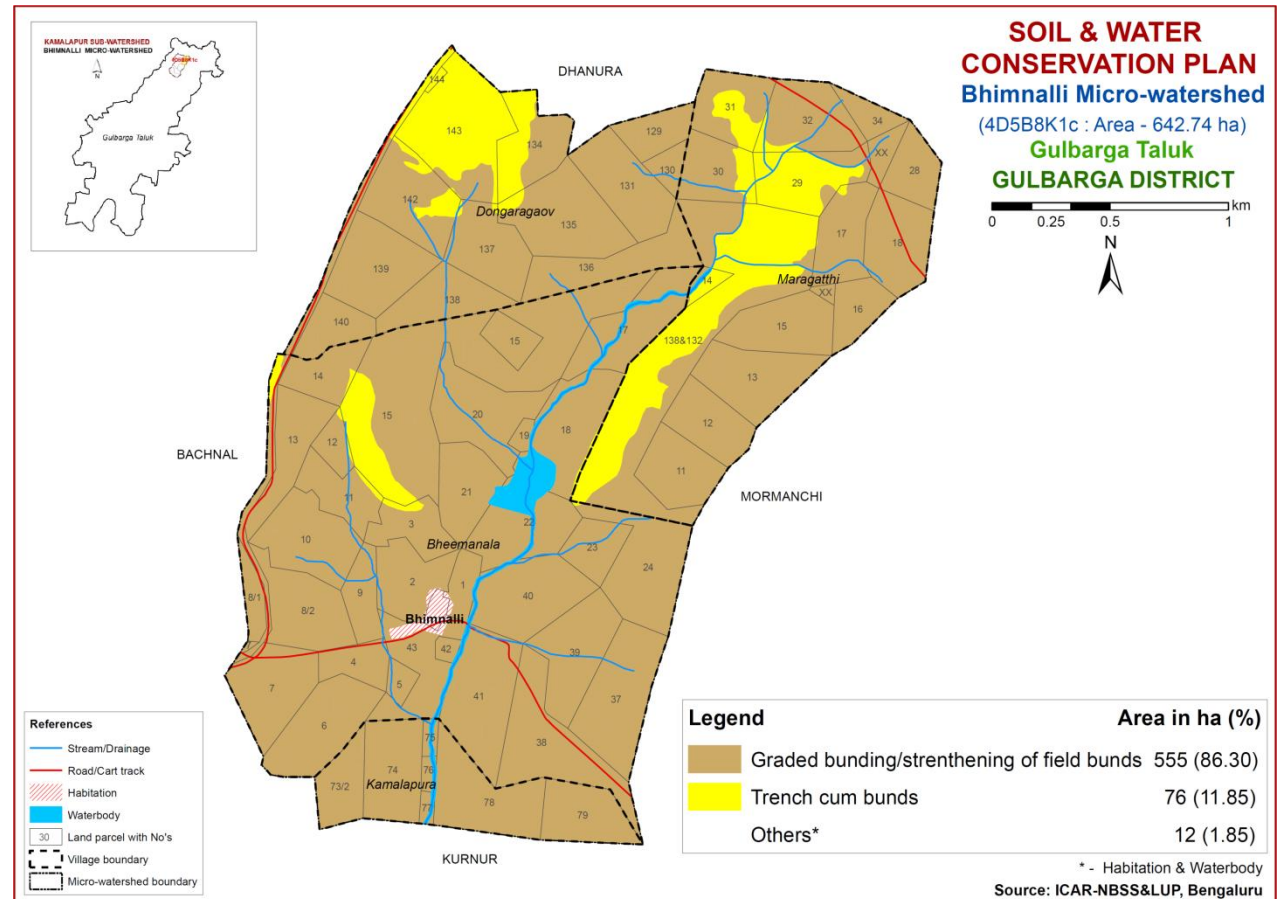 SOIL & WATER
CONSERVATION PLAN
Bhimnalli Micro-watershed
(4D5B8K1c : Area - 642.74 ha)
Gulbarga Taluk
GULBARGA DISTRICT
km
0 0.25 0.5 1
N
KAMALAPUR SUB-WATERSHED
BHIMNALLI MICRO-WATERSHED
N
4D5B8K1c
Gulbarga Taluk
DHANURA
144
143
134
129
130
131
142
Dongaragaov
135
137
136
139
138
140
31
32
34
XX
30
29
28
17
18
14
Maragatthi
XX
16
15
138&132
13
12
11
17
15
14
15
20
19
18
13
12
BACHNAL
MORMANCHI
11
21
22
3
10
Bheemanala
23
24
2
1
40
9
8/1
8/2
Bhimnalli
43
42
39
4
5
41
37
7
6
38
75
74
76
Kamalapura
73/2
77
78
79
KURNUR
References
Stream/Drainage
Road/Cart track
Habitation
Waterbody
30 Land parcel with No's
Village boundary
Micro-watershed boundary
Legend Area in ha (%)
Graded bunding/strenthening of field bunds 555 (86.30)
Trench cum bunds 76 (11.85)
Others* 12 (1.85)
* - Habitation & Waterbody
Source: ICAR-NBSS&LUP, Bengaluru